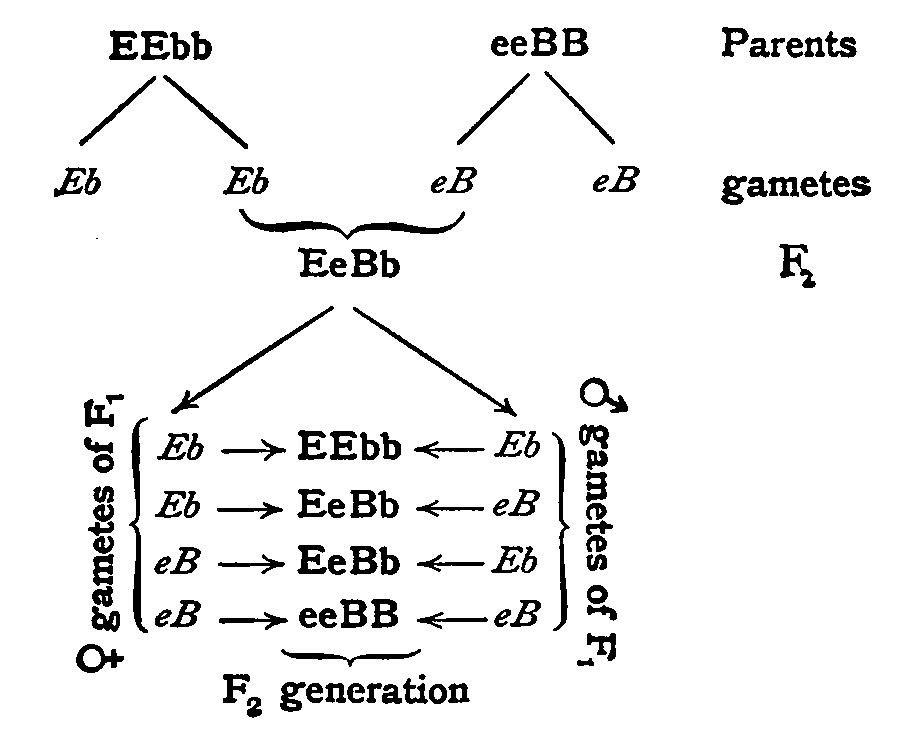 EEbb eeBB Parents
Eb Eb eB eB gametes
EeBb F₂
♀ gametes of F₁
Eb → EEbb ← Eb
Eb → EeBb ← eB
eB → EeBb ← Eb
eB → eeBB ← eB
♂ gametes of F₁
F₂ generation